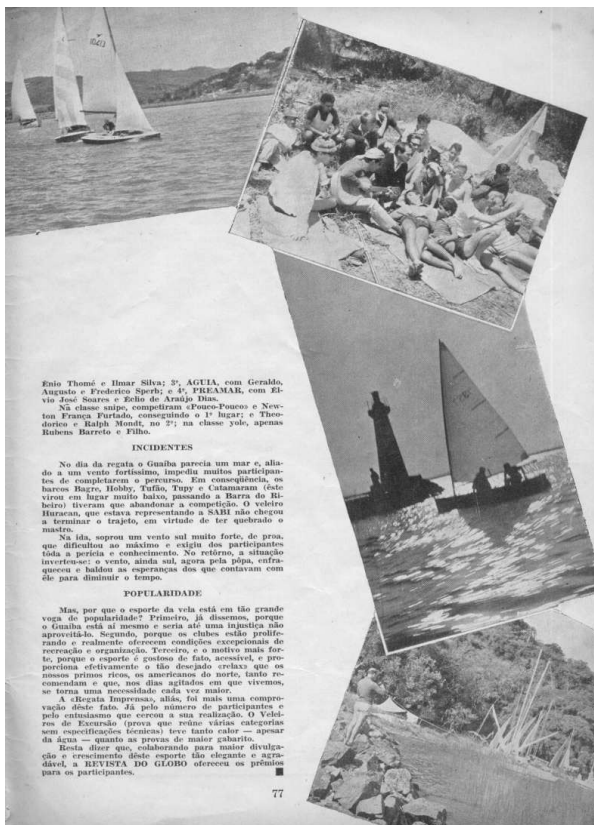 Ênio Thomé e Ilmar Silva; 3º, ÁGUIA, com Geraldo,
Augusto e Frederico Sperb; e 4º, PREAMAR, com Él-
vio José Soares e Écllo de Araújo Dias.
Na classe snipe, competiram «Pouco-Pouco» e New-
ton França Furtado, conseguindo o 1º lugar; e Theo-
dorico e Ralph Mondt, no 2º; na classe yole, apenas
Rubens Barreto e Filho.
INCIDENTES
No dia da regata o Guaíba parecia um mar e, alia-
do a um vento fortíssimo, impediu muitos participan-
tes de completarem o percurso. Em conseqüência, os
barcos Bagre, Hobby, Tufão, Tupy e Catamaram (êste
virou em lugar muito baixo, passando a Barra do Ri-
beiro) tiveram que abandonar a competição. O veleiro
Huracan, que estava representando a SABI não chegou
a terminar o trajeto, em virtude de ter quebrado o
mastro.
Na ida, soprou um vento sul muito forte, de proa,
que dificultou ao máximo e exigiu dos participantes
tôda a perícia e conhecimento. No retôrno, a situação
inverteu-se: o vento, ainda sul, agora pela pôpa, enfra-
queceu e baldou as esperanças dos que contavam com
êle para diminuir o tempo.
POPULARIDADE
Mas, por que o esporte da vela está em tão grande
voga de popularidade? Primeiro, já dissemos, porque
o Guaíba está aí mesmo e seria até uma injustiça não
aproveitá-lo. Segundo, porque os clubes estão prolife-
rando e realmente oferecem condições excepcionais de
recreação e organização. Terceiro, e o motivo mais for-
te, porque o esporte é gostoso de fato, acessível, e pro-
porciona efetivamente o tão desejado «relax» que os
nossos primos ricos, os americanos do norte, tanto re-
comendam e que, nos dias agitados em que vivemos,
se torna uma necessidade cada vez maior.
A «Regata Imprensa», aliás, foi mais uma compro-
vação dêste fato. Já pelo número de participantes e
pelo entusiasmo que cercou a sua realização. O Velei-
ros de Excursão (prova que reúne várias categorias
sem especificações técnicas) teve tanto calor — apesar
da água — quanto as provas de maior gabarito.
Resta dizer que, colaborando para maior divulga-
ção e crescimento dêste esporte tão elegante e agra-
dável, a REVISTA DO GLOBO ofereceu os prêmios
para os participantes.
77